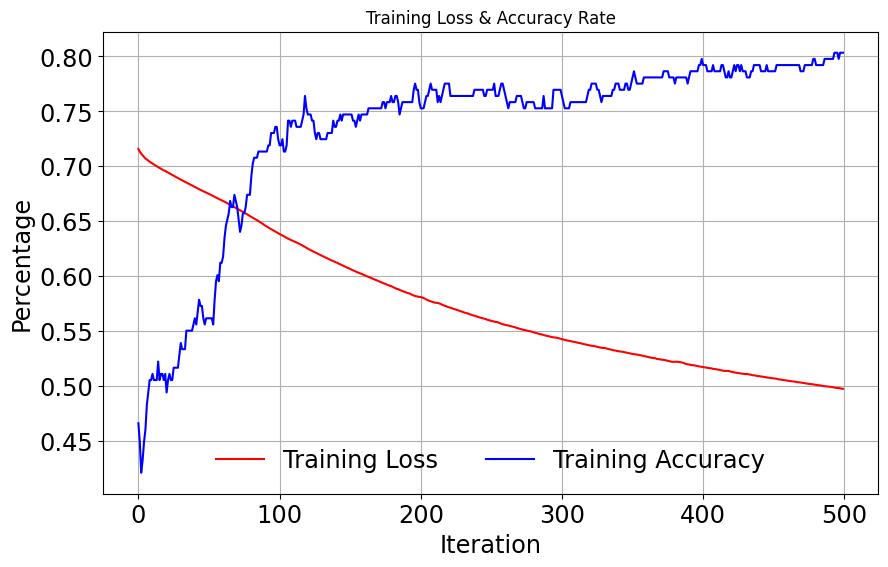 Training Loss & Accuracy Rate
0.80
0.75
0.70
0.65
0.60
0.55
0.50
0.45
Percentage
Training Loss Training Accuracy
0 100 200 300 400 500
Iteration